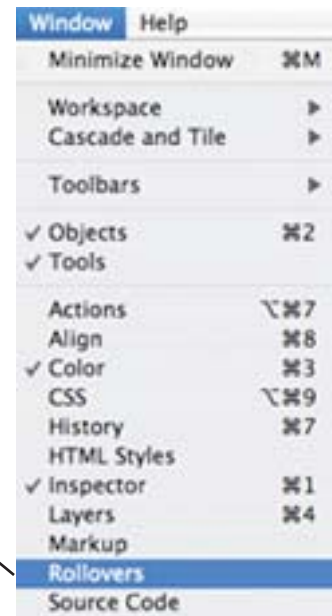 Window Help
Minimize Window ⌘M
Workspace ▶
Cascade and Tile ▶
Toolbars ▶
✓ Objects ⌘2
✓ Tools
Actions ⌥⌘7
Align ⌘8
✓ Color ⌘3
CSS ⌥⌘9
History ⌘7
HTML Styles
✓ Inspector ⌘1
Layers ⌘4
Markup
Rollovers
Source Code